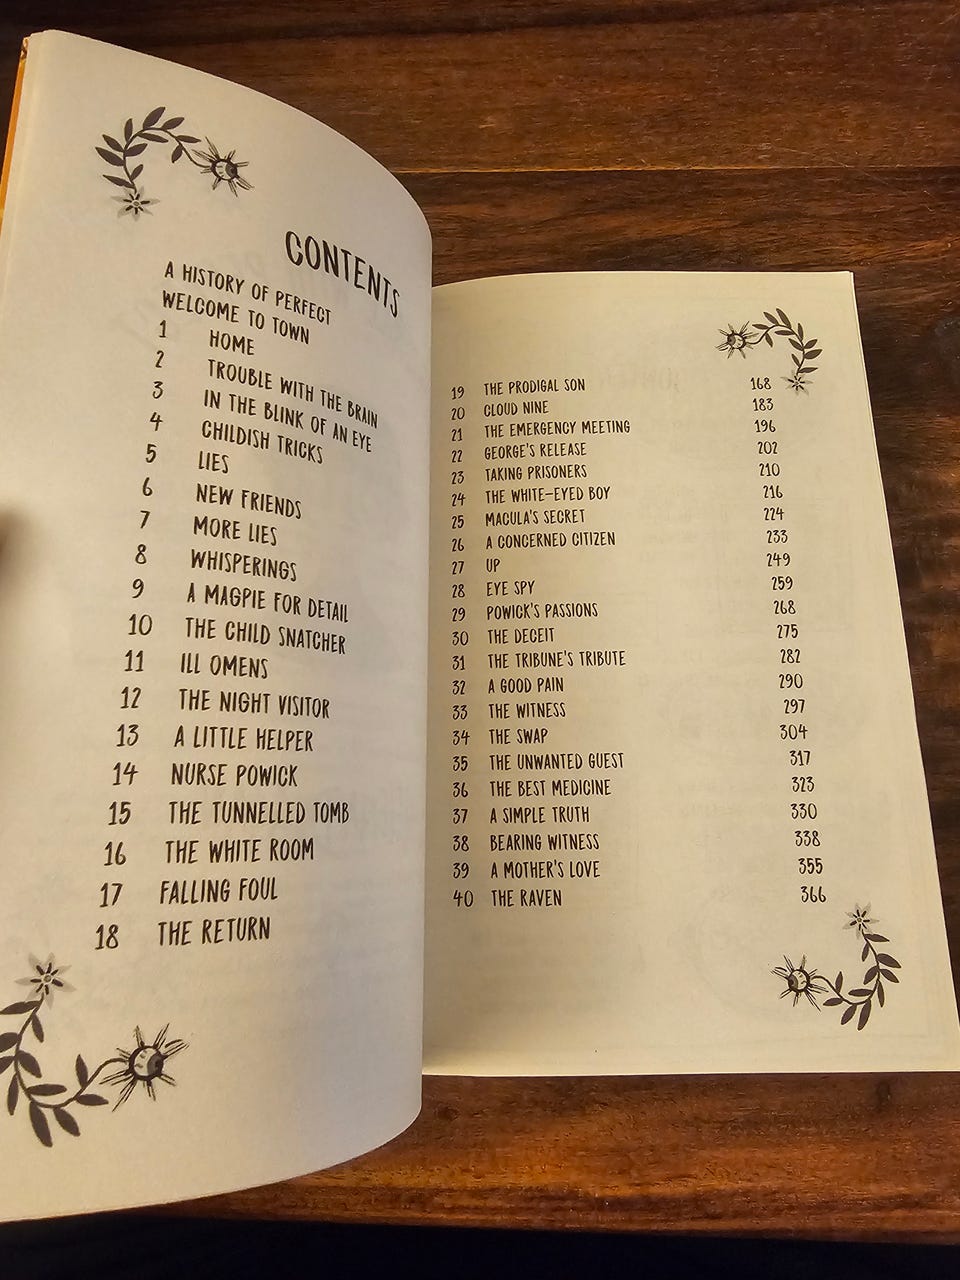 CONTENTS
A HISTORY OF PERFECT
WELCOME TO TOWN
1 HOME
2 TROUBLE WITH THE BRAIN
3 IN THE BLINK OF AN EYE
4 CHILDISH TRICKS
5 LIES
6 NEW FRIENDS
7 MORE LIES
8 WHISPERINGS
9 A MAGPIE FOR DETAIL
10 THE CHILD SNATCHER
11 ILL OMENS
12 THE NIGHT VISITOR
13 A LITTLE HELPER
14 NURSE POWICK
15 THE TUNNELLED TOMB
16 THE WHITE ROOM
17 FALLING FOUL
18 THE RETURN
19 THE PRODIGAL SON 168
20 CLOUD NINE 183
21 THE EMERGENCY MEETING 196
22 GEORGE'S RELEASE 202
23 TAKING PRISONERS 210
24 THE WHITE-EYED BOY 216
25 MACULA'S SECRET 224
26 A CONCERNED CITIZEN 233
27 UP 249
28 EYE SPY 259
29 POWICK'S PASSIONS 268
30 THE DECEIT 275
31 THE TRIBUNE'S TRIBUTE 282
32 A GOOD PAIN 290
33 THE WITNESS 297
34 THE SWAP 304
35 THE UNWANTED GUEST 317
36 THE BEST MEDICINE 323
37 A SIMPLE TRUTH 330
38 BEARING WITNESS 338
39 A MOTHER'S LOVE 355
40 THE RAVEN 366